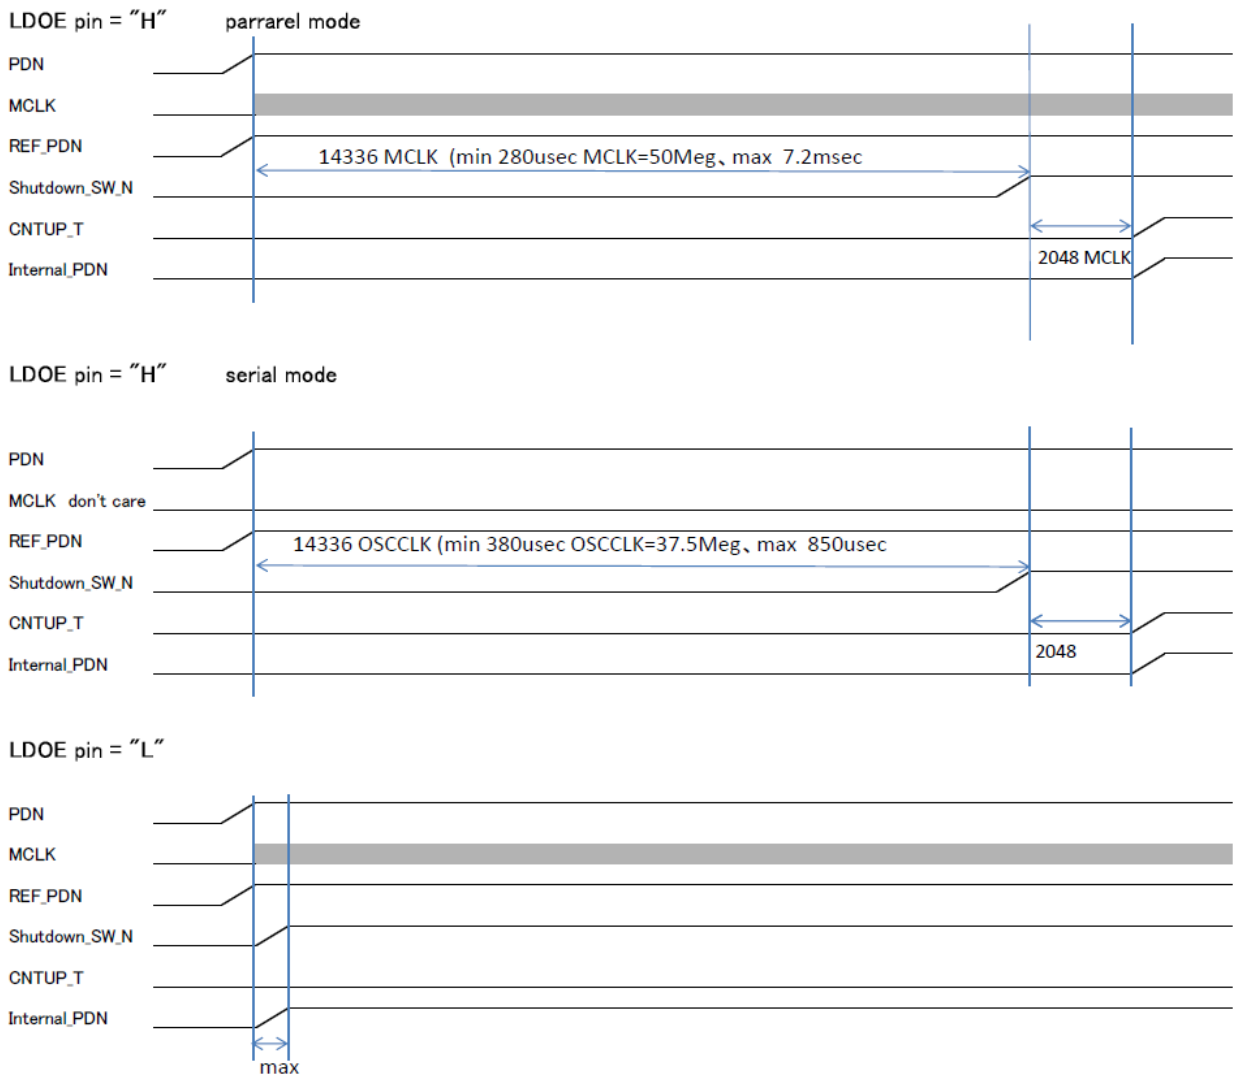 LDOE pin = "H" parrarel mode
PDN
MCLK
REF_PDN
14336 MCLK (min 280usec MCLK=50Meg、max 7.2msec
Shutdown_SW_N
CNTUP_T
2048 MCLK
Internal_PDN
LDOE pin = "H" serial mode
PDN
MCLK don't care
REF_PDN
14336 OSCCLK (min 380usec OSCCLK=37.5Meg、max 850usec
Shutdown_SW_N
CNTUP_T
2048
Internal_PDN
LDOE pin = "L"
PDN
MCLK
REF_PDN
Shutdown_SW_N
CNTUP_T
Internal_PDN
max